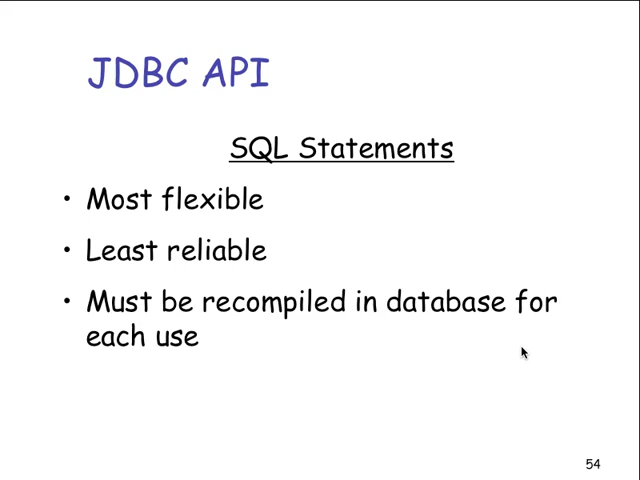 JDBC API
SQL Statements
• Most flexible
• Least reliable
• Must be recompiled in database for
each use
54